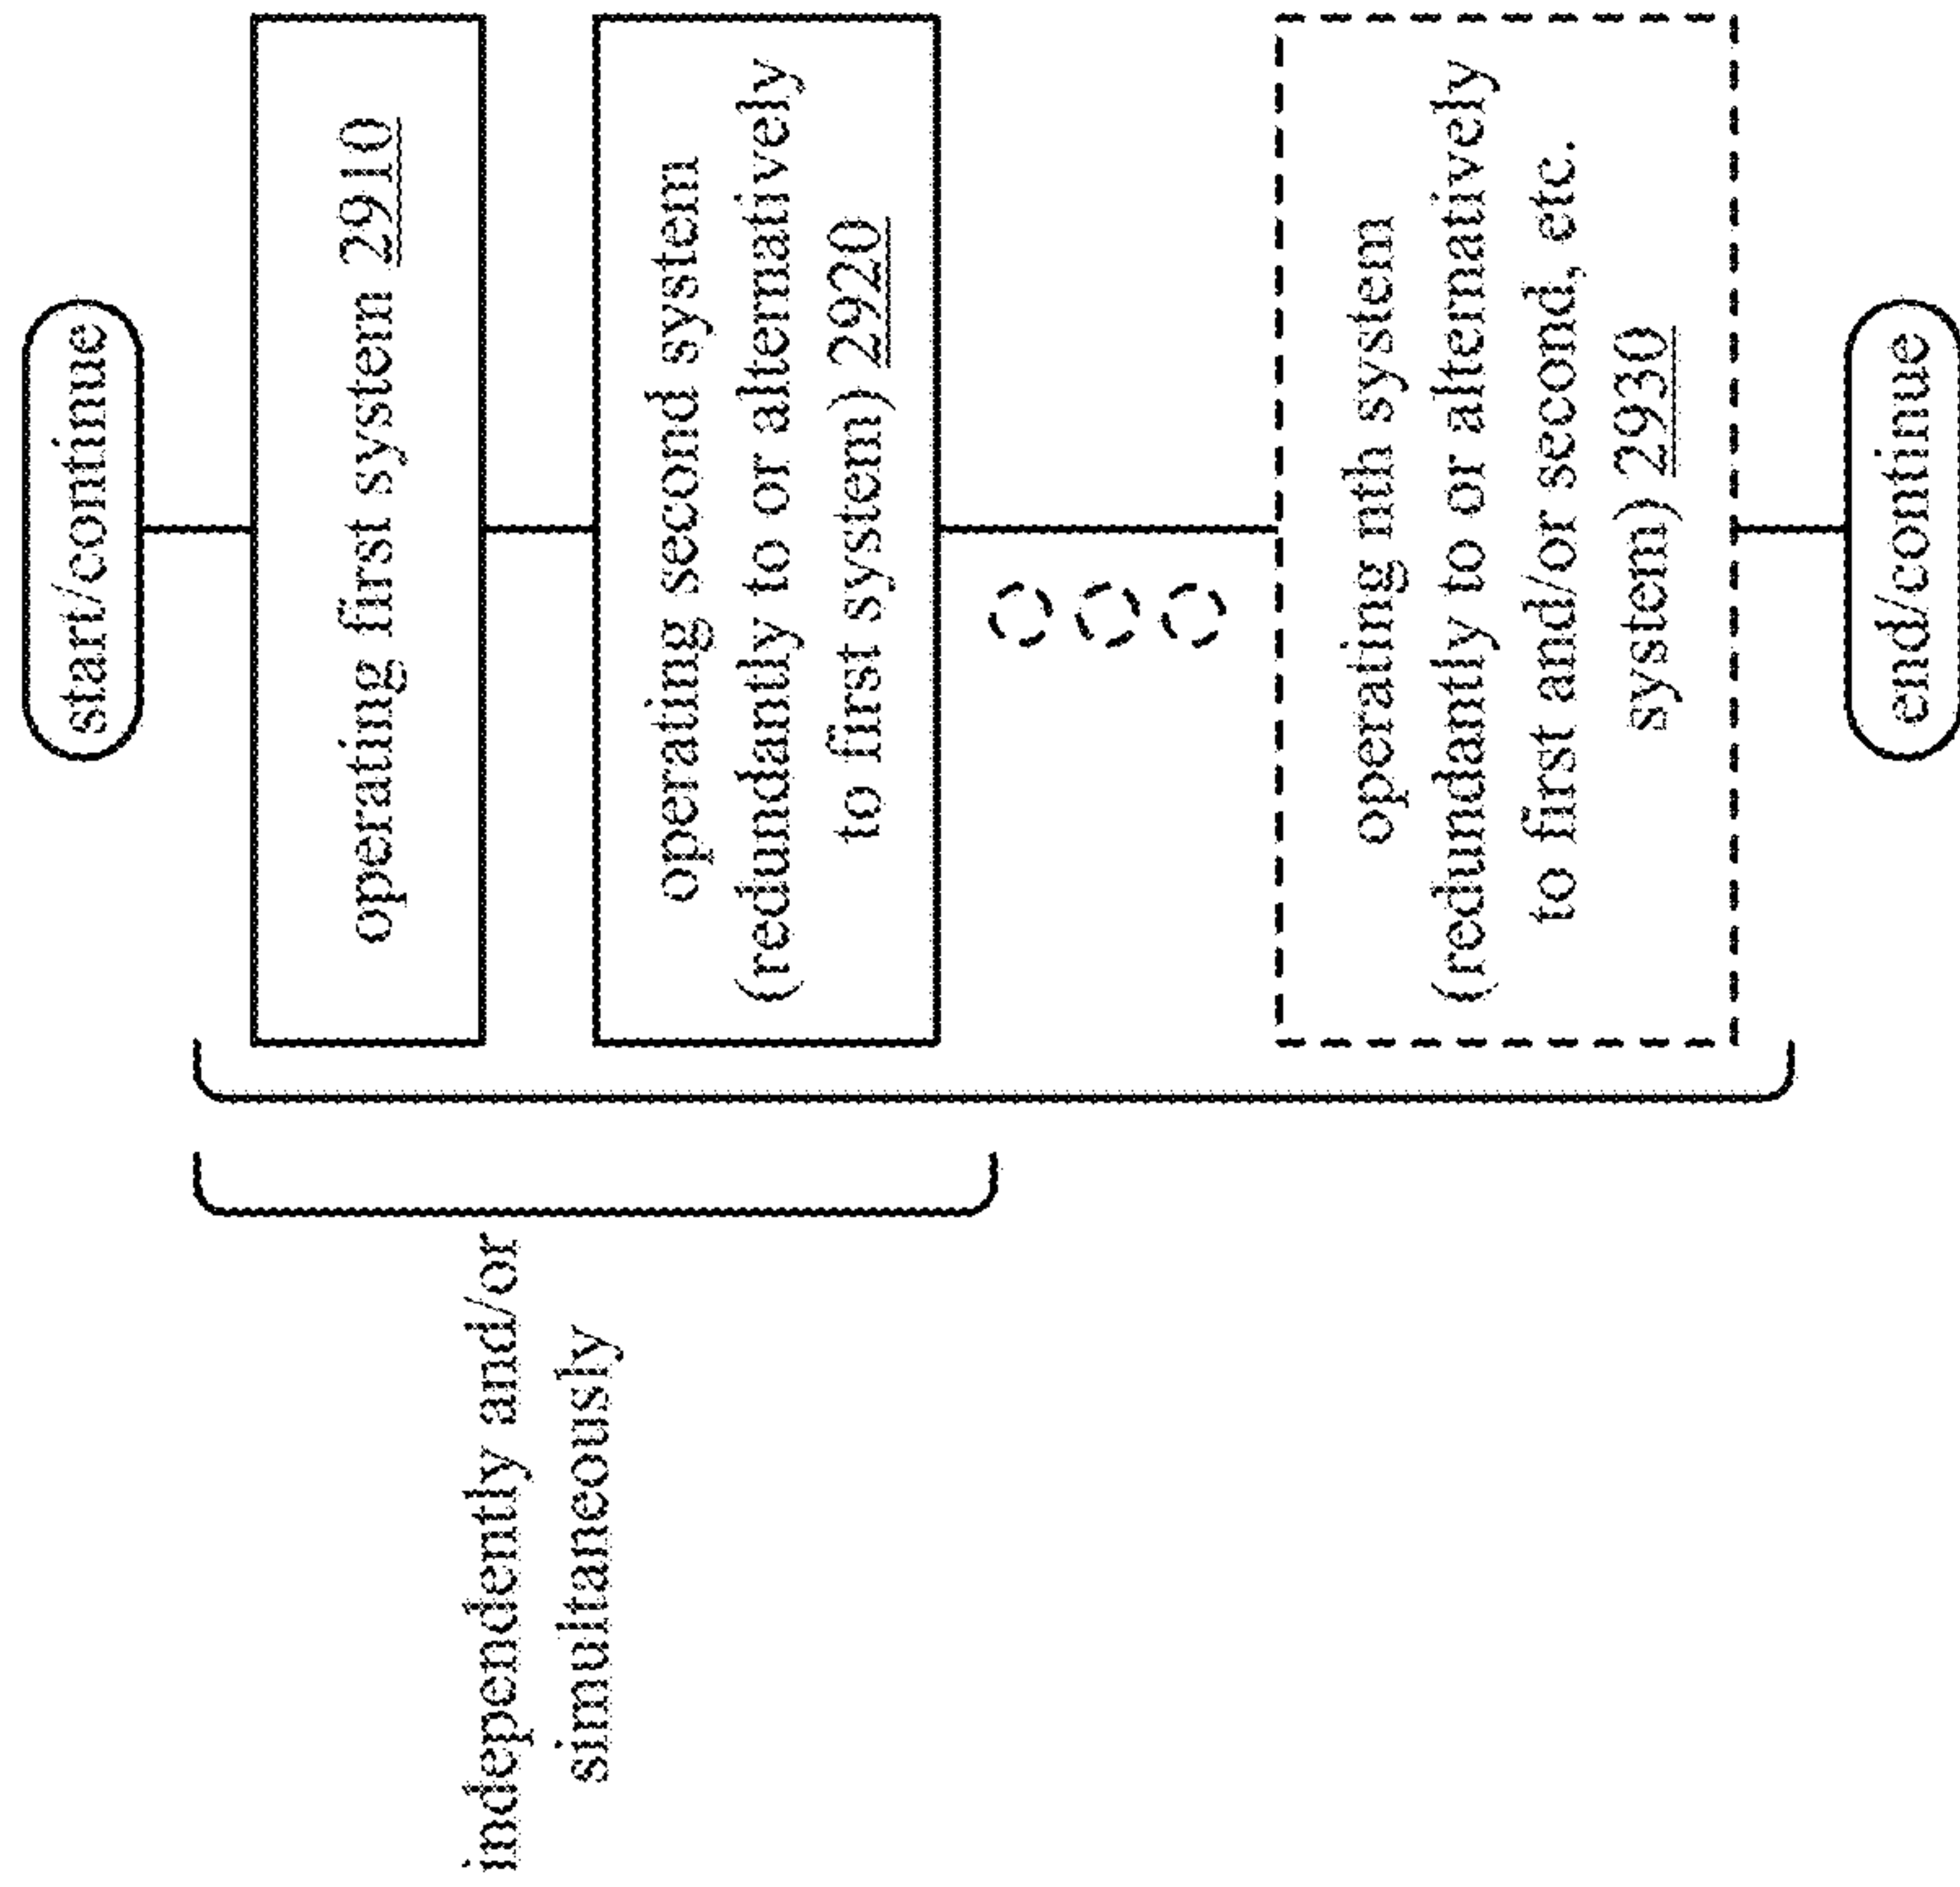 start/continue
operating first system 2910
operating second system
(redundantly to or alternatively
to first system) 2920
operating mth system
(redundantly to or alternatively
to first and/or second, etc.
system) 2930
end/continue
independently and/or
simultaneously